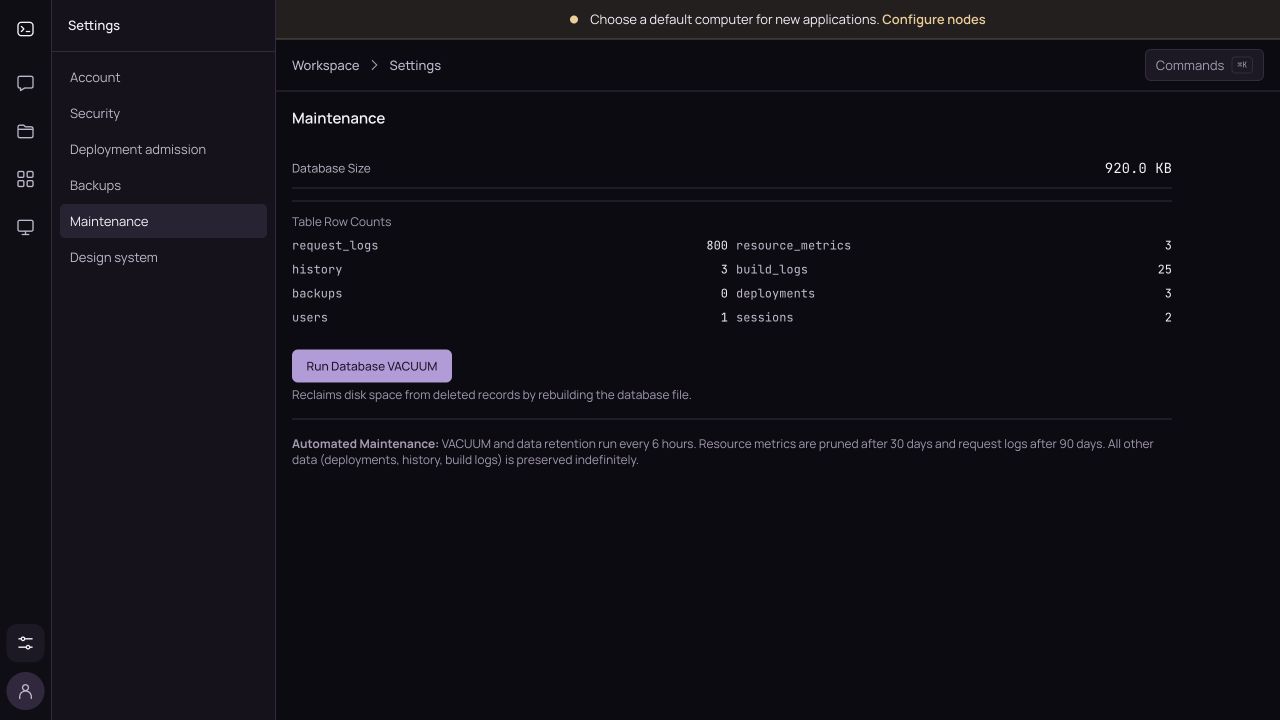 Settings
Account
Security
Deployment admission
Backups
Maintenance
Design system
Choose a default computer for new applications. Configure nodes
Workspace > Settings
Commands ⌘K
Maintenance
Database Size 920.0 KB
Table Row Counts
request_logs 800 resource_metrics 3
history 3 build_logs 25
backups 0 deployments 3
users 1 sessions 2
Run Database VACUUM
Reclaims disk space from deleted records by rebuilding the database file.
Automated Maintenance: VACUUM and data retention run every 6 hours. Resource metrics are pruned after 30 days and request logs after 90 days. All other
data (deployments, history, build logs) is preserved indefinitely.